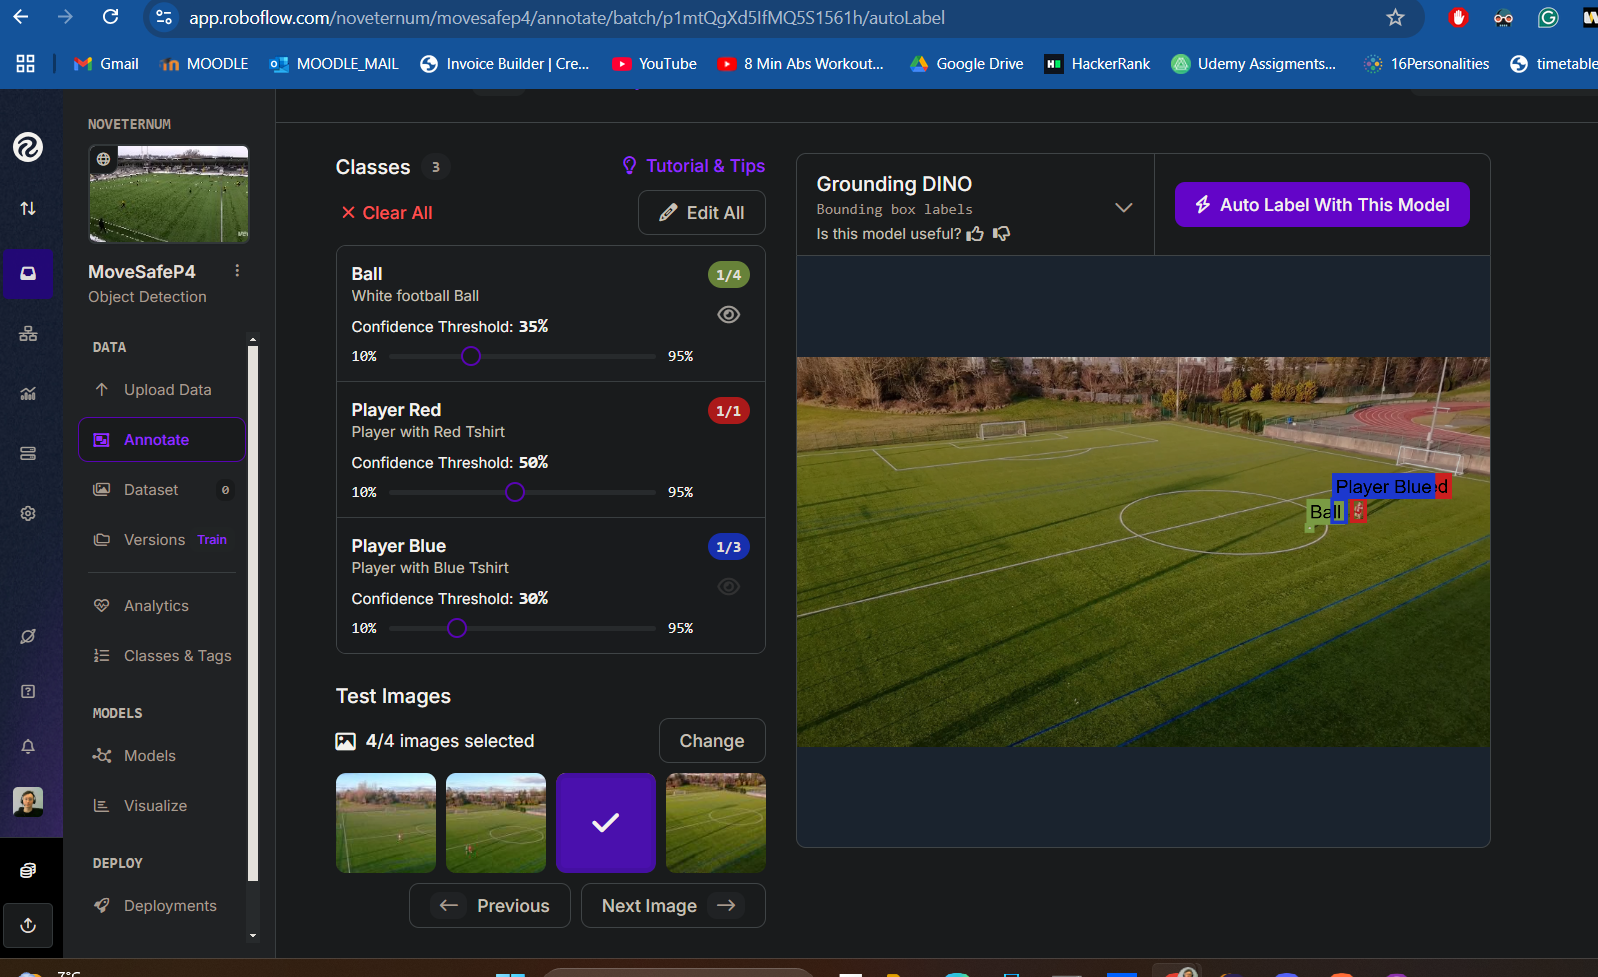 app.roboflow.com/noveternum/movesafep4/annotate/batch/p1mtQgXd5IfMQ5S1561h/autoLabel
Gmail
MOODLE
MOODLE_MAIL
Invoice Builder | Cre...
YouTube
8 Min Abs Workout...
Google Drive
HackerRank
Udemy Assigments...
16Personalities
timetable
NOVETERNUM
MoveSafeP4
Object Detection
DATA
Upload Data
Annotate
Dataset
0
Versions
Train
Analytics
Classes & Tags
MODELS
Models
Visualize
DEPLOY
Deployments
Classes
3
Tutorial & Tips
Clear All
Edit All
Ball
1/4
White football Ball
Confidence Threshold: 35%
10%
95%
Player Red
1/1
Player with Red Tshirt
Confidence Threshold: 50%
10%
95%
Player Blue
1/3
Player with Blue Tshirt
Confidence Threshold: 30%
10%
95%
Test Images
4/4 images selected
Change
Previous
Next Image
Grounding DINO
Bounding box labels
Is this model useful?
Auto Label With This Model
Player Blue
d
Ball
7°C